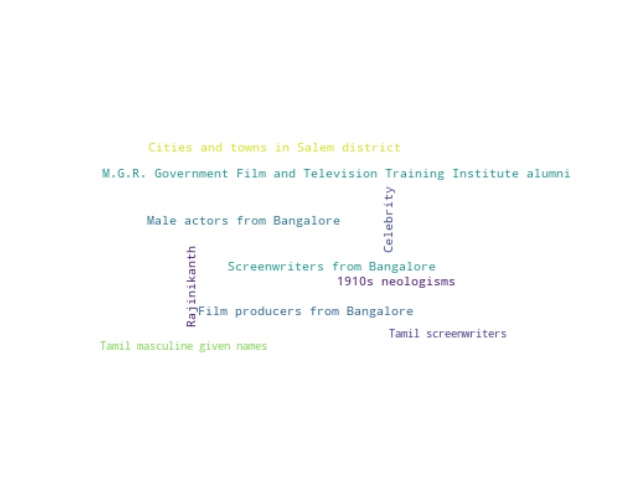 Cities and towns in Salem district
M.G.R. Government Film and Television Training Institute alumni
Celebrity
Male actors from Bangalore
Rajinikanth
Screenwriters from Bangalore
1910s neologisms
Film producers from Bangalore
Tamil screenwriters
Tamil masculine given names